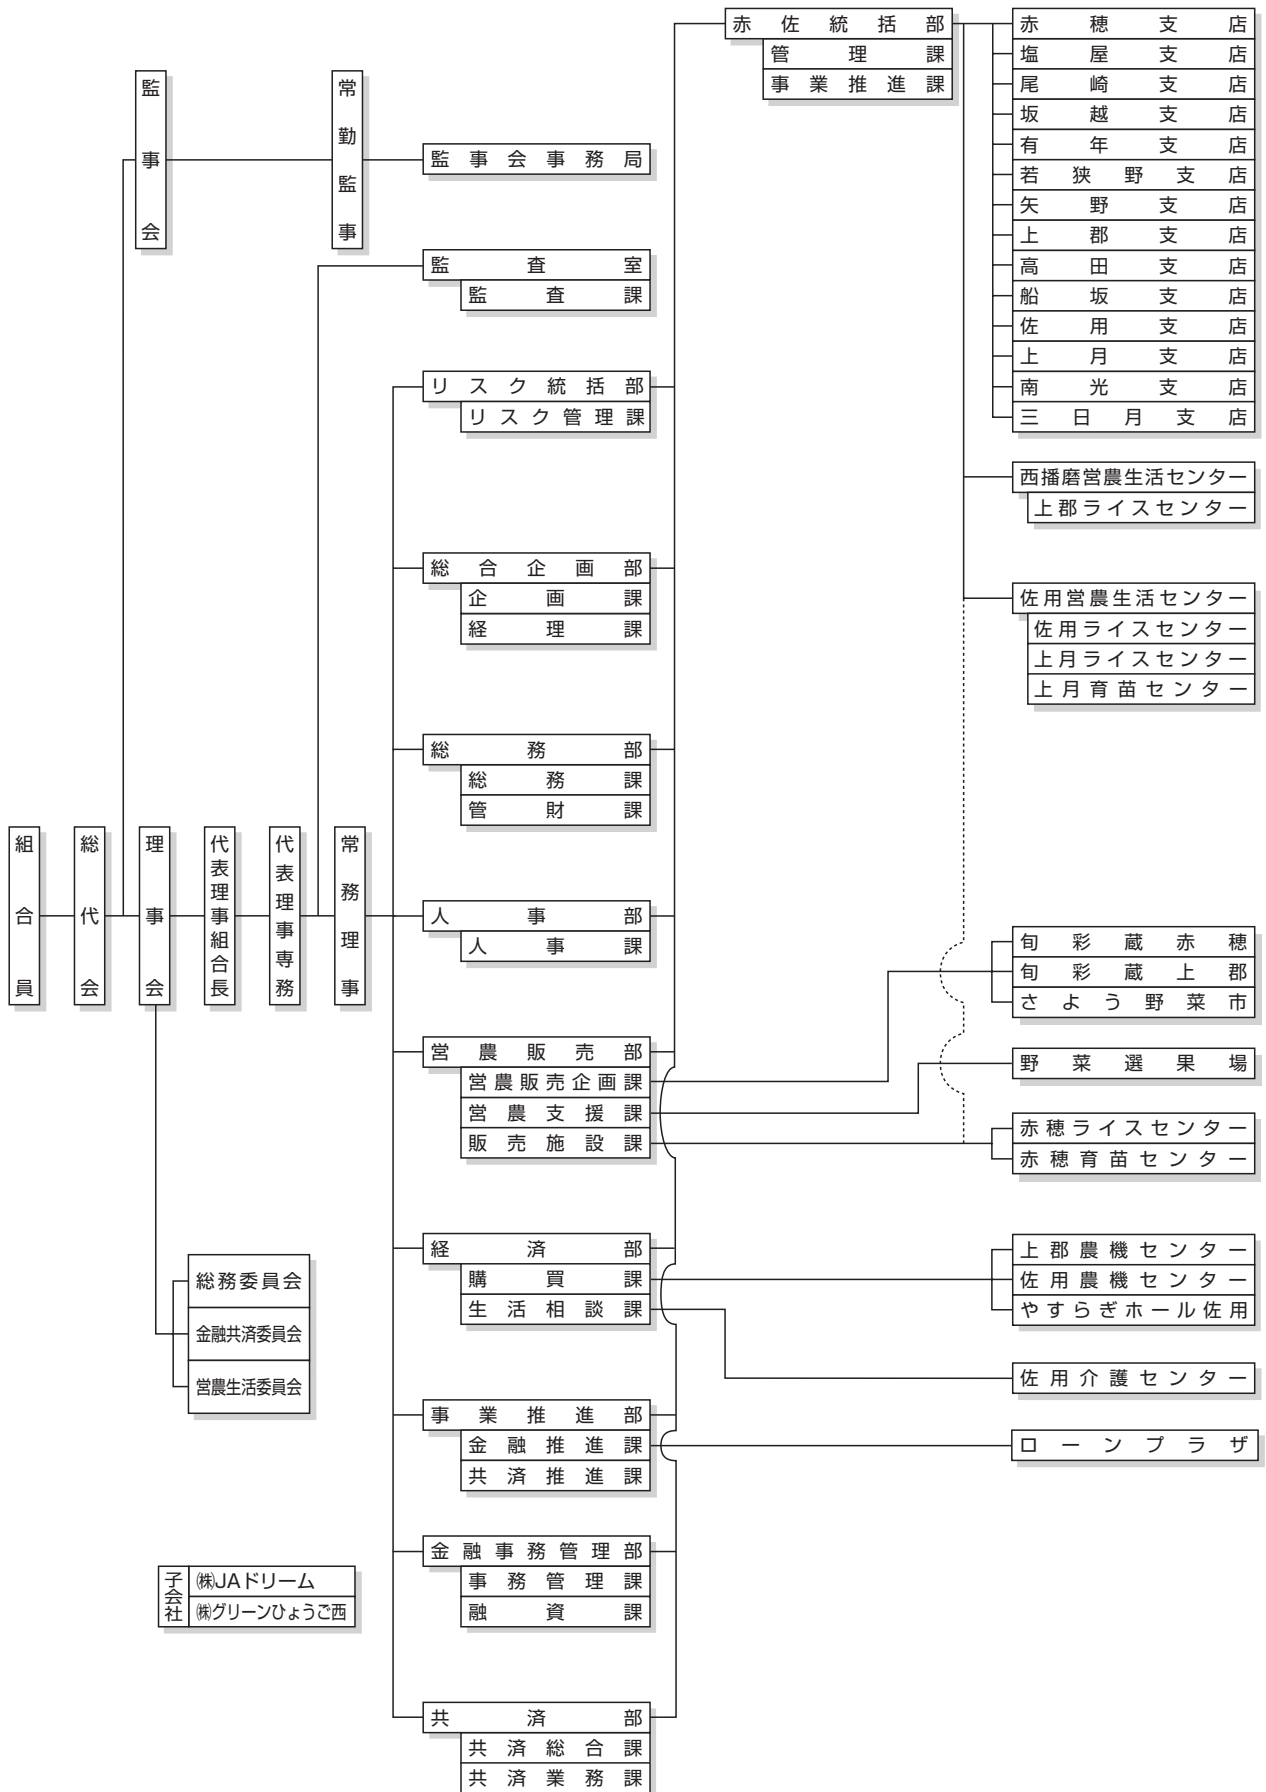 組合員
総代会
監事会
常勤監事
監事会事務局
理事会
代表理事組合長
代表理事専務
常務理事
総務委員会
金融共済委員会
営農生活委員会
子会社
㈱JAドリーム
㈱グリーンひょうご西
監査室
監査課
リスク統括部
リスク管理課
総合企画部
企画課
経理課
総務部
総務課
管財課
人事部
人事課
営農販売部
営農販売企画課
営農支援課
販売施設課
経済部
購買課
生活相談課
事業推進部
金融推進課
共済推進課
金融事務管理部
事務管理課
融資課
共済部
共済総合課
共済業務課
赤佐統括部
管理課
事業推進課
赤穂支店
塩屋支店
尾崎支店
坂越支店
有年支店
若狭野支店
矢野支店
上郡支店
高田支店
船坂支店
佐用支店
上月支店
南光支店
三日月支店
西播磨営農生活センター
上郡ライスセンター
佐用営農生活センター
佐用ライスセンター
上月ライスセンター
上月育苗センター
旬彩蔵赤穂
旬彩蔵上郡
さよう野菜市
野菜選果場
赤穂ライスセンター
赤穂育苗センター
上郡農機センター
佐用農機センター
やすらぎホール佐用
佐用介護センター
ローンプラザ